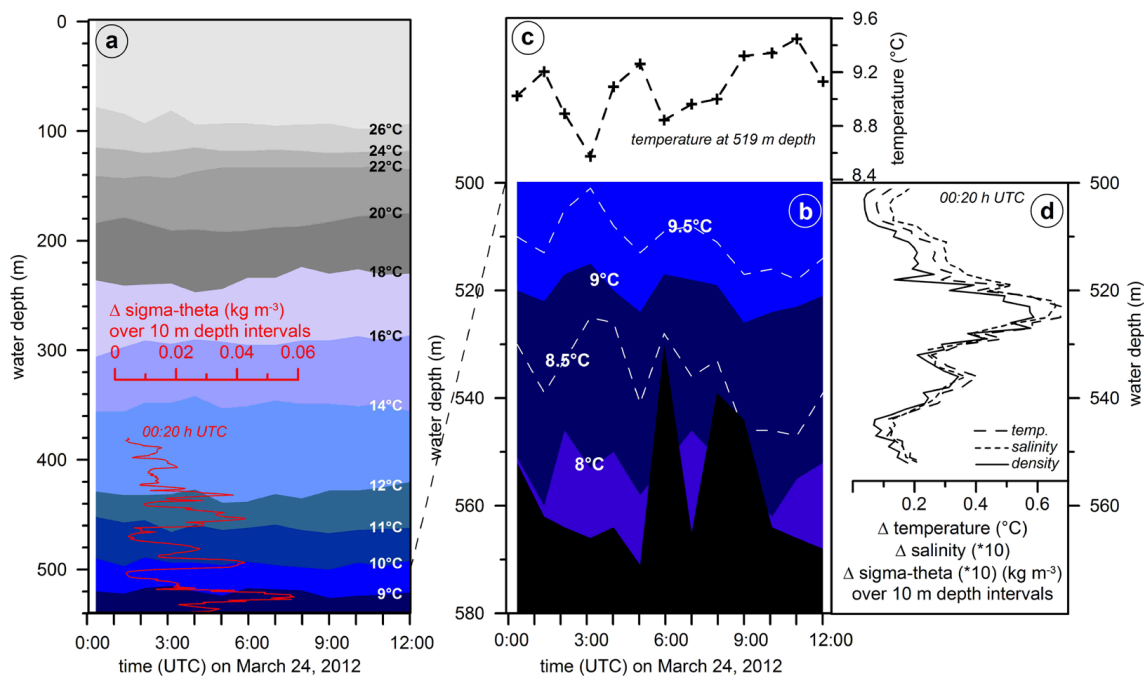 a
0
100
200
300
400
500
water depth (m)
26°C
24°C
22°C
20°C
18°C
16°C
14°C
12°C
11°C
10°C
9°C
Δ sigma-theta (kg m⁻³)
over 10 m depth intervals
0 0.02 0.04 0.06
00:20 h UTC
0:00 3:00 6:00 9:00 12:00
time (UTC) on March 24, 2012
c
9.6
9.2
8.8
8.4
temperature (°C)
temperature at 519 m depth
b
500
520
540
560
580
water depth (m)
9.5°C
9°C
8.5°C
8°C
0:00 3:00 6:00 9:00 12:00
time (UTC) on March 24, 2012
d
00:20 h UTC
500
520
540
560
water depth (m)
temp.
salinity
density
0.2 0.4 0.6
Δ temperature (°C)
Δ salinity (*10)
Δ sigma-theta (*10) (kg m⁻³)
over 10 m depth intervals